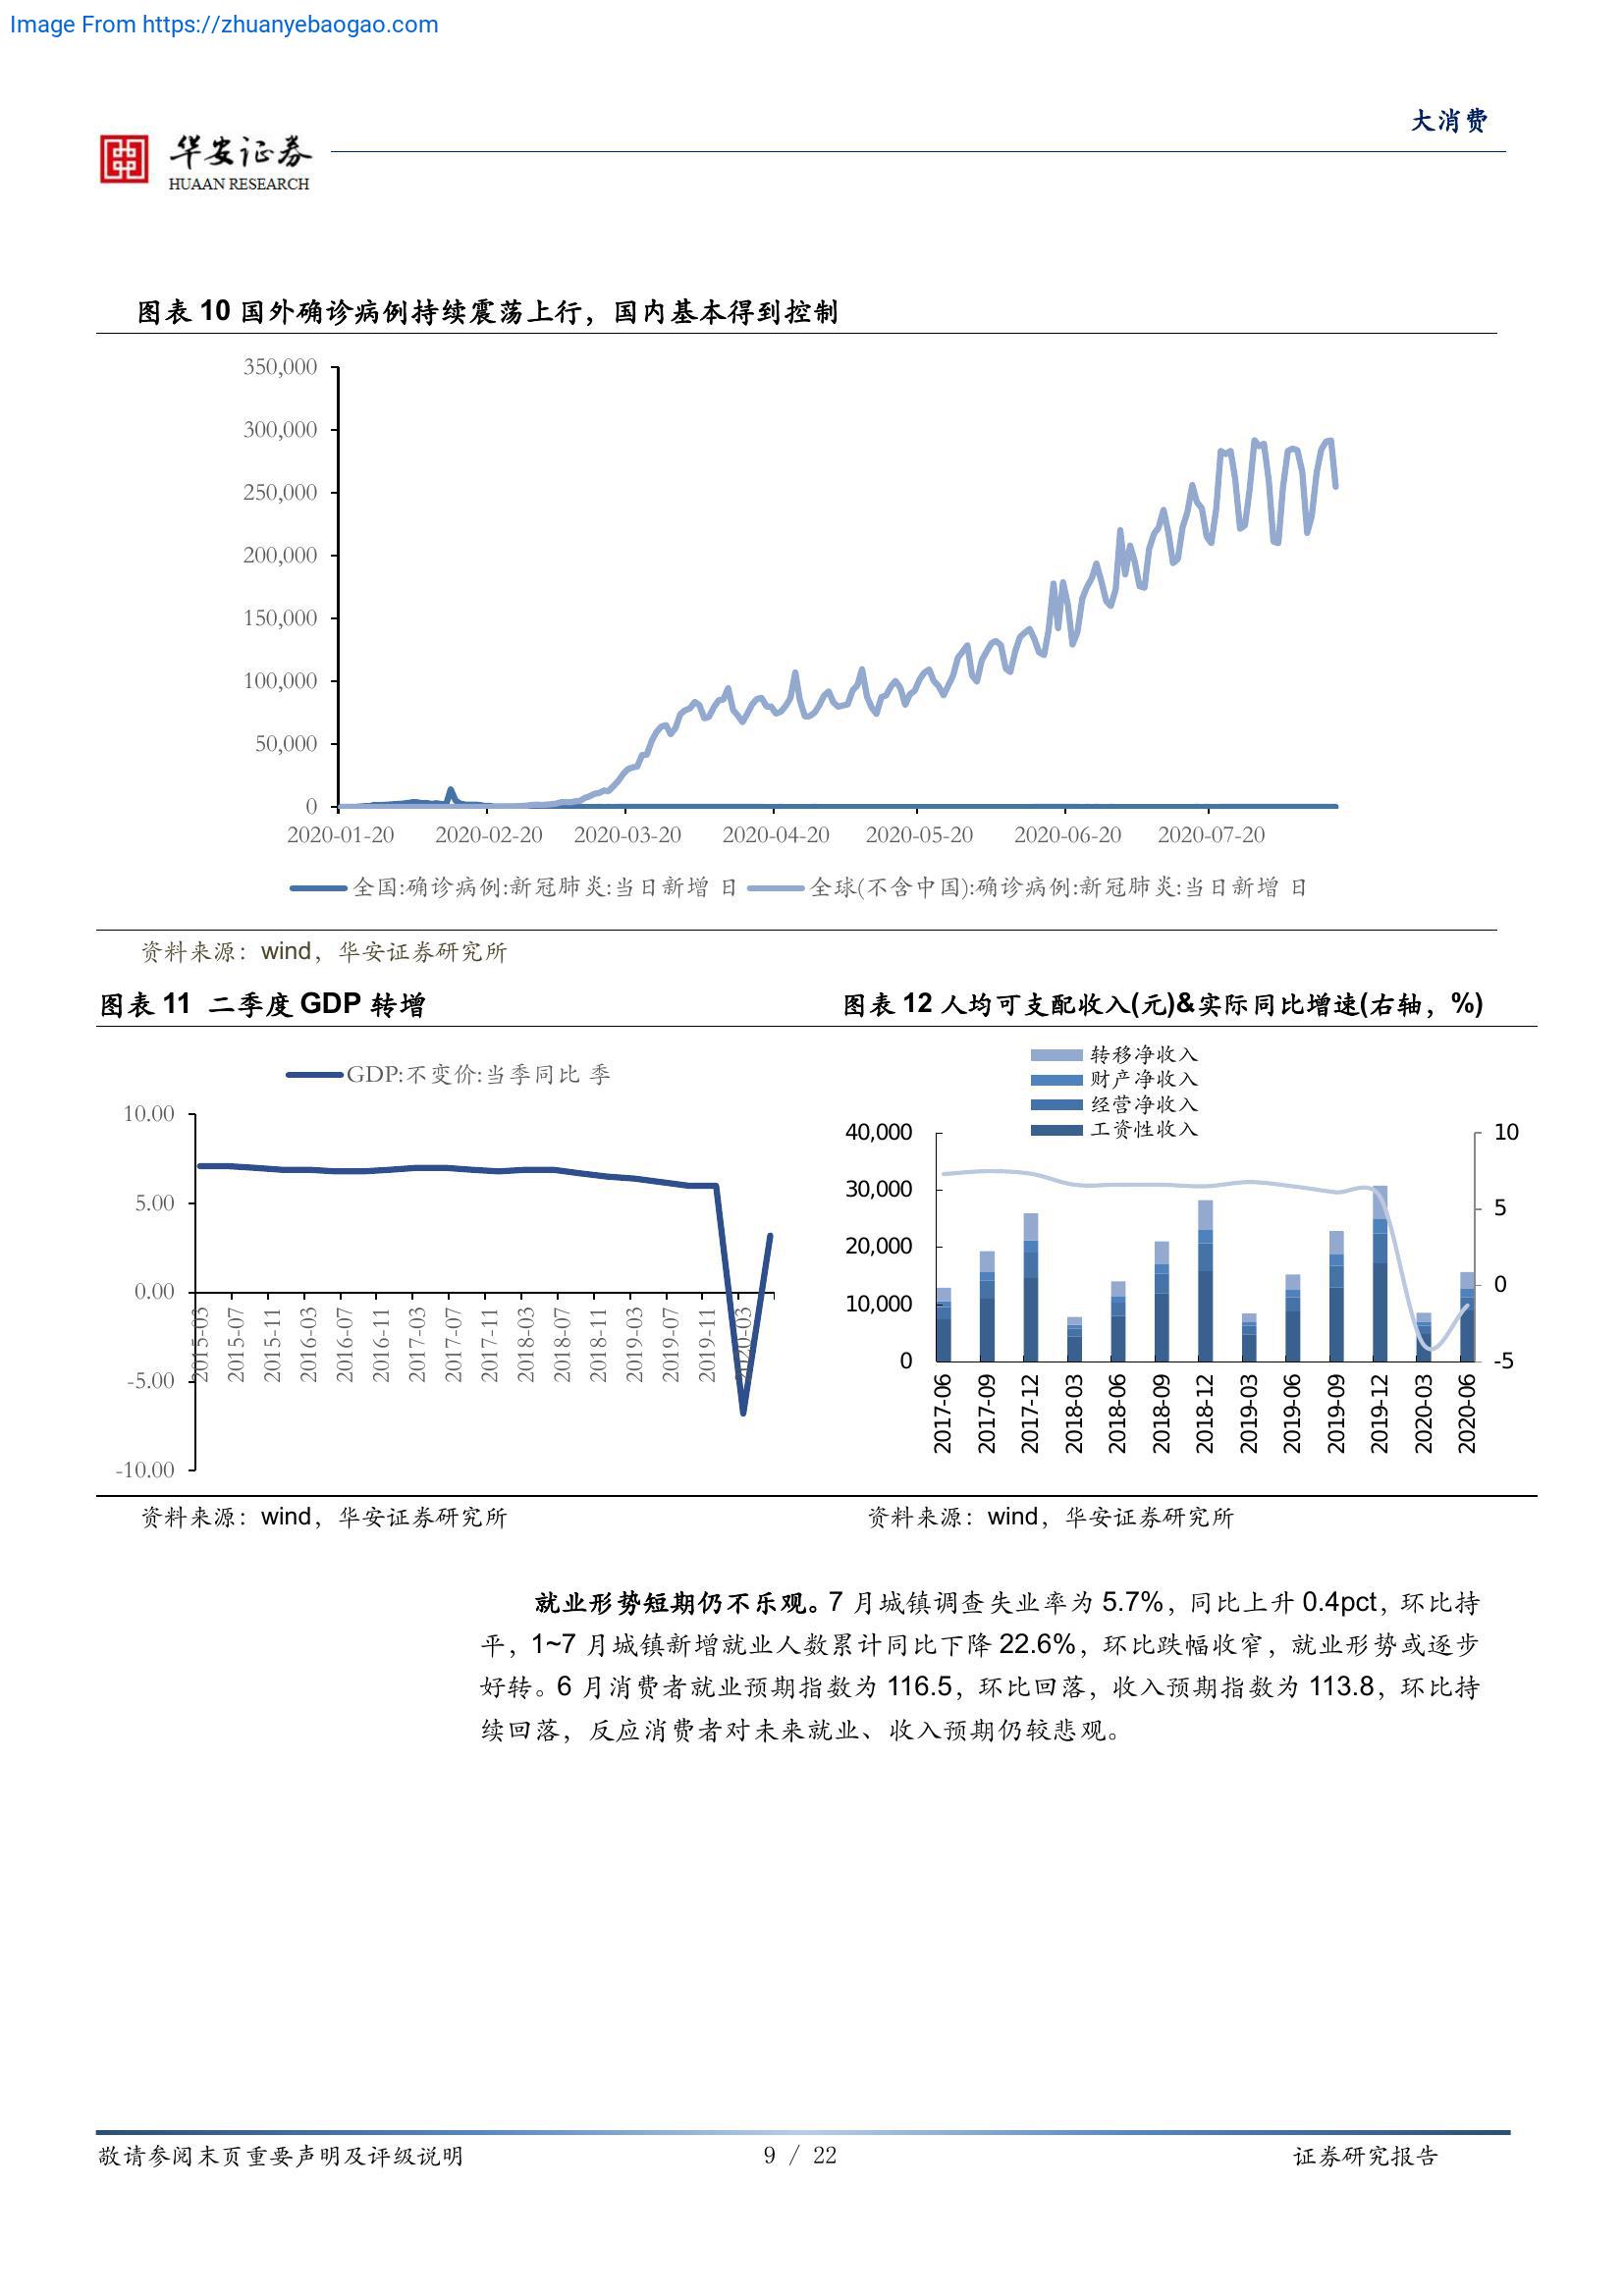 Image From https://zhuanyebaogao.com
大消费
华安证券
HUAAN RESEARCH
图表 10 国外确诊病例持续震荡上行，国内基本得到控制
350,000
300,000
250,000
200,000
150,000
100,000
50,000
0
2020-01-20 2020-02-20 2020-03-20 2020-04-20 2020-05-20 2020-06-20 2020-07-20
全国:确诊病例:新冠肺炎:当日新增 日 全球(不含中国):确诊病例:新冠肺炎:当日新增 日
资料来源：wind，华安证券研究所
图表 11 二季度 GDP 转增
GDP:不变价:当季同比 季
10.00
5.00
0.00
-5.00
-10.00
2015-03 2015-07 2015-11 2016-03 2016-07 2016-11 2017-03 2017-07 2017-11 2018-03 2018-07 2018-11 2019-03 2019-07 2019-11 2020-03
资料来源：wind，华安证券研究所
图表 12 人均可支配收入(元)&实际同比增速(右轴，%)
转移净收入
财产净收入
经营净收入
工资性收入
40,000
30,000
20,000
10,000
0
10
5
0
-5
2017-06 2017-09 2017-12 2018-03 2018-06 2018-09 2018-12 2019-03 2019-06 2019-09 2019-12 2020-03 2020-06
资料来源：wind，华安证券研究所
就业形势短期仍不乐观。7 月城镇调查失业率为 5.7%，同比上升 0.4pct，环比持
平，1~7 月城镇新增就业人数累计同比下降 22.6%，环比跌幅收窄，就业形势或逐步
好转。6 月消费者就业预期指数为 116.5，环比回落，收入预期指数为 113.8，环比持
续回落，反应消费者对未来就业、收入预期仍较悲观。
敬请参阅末页重要声明及评级说明
9 / 22
证券研究报告